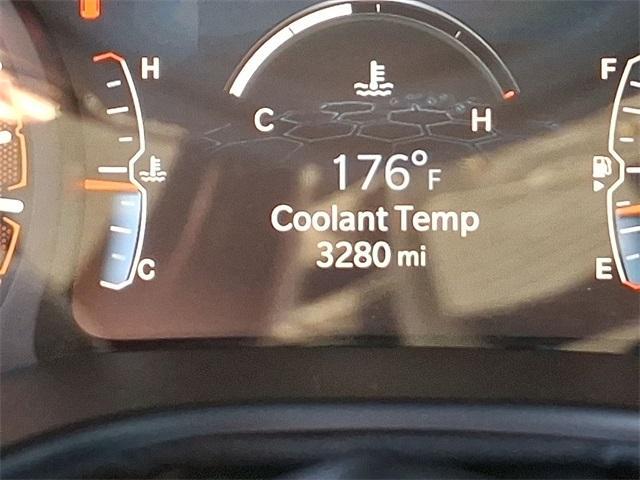 H
F
C
H
176°F
Coolant Temp
3280 mi
C
E